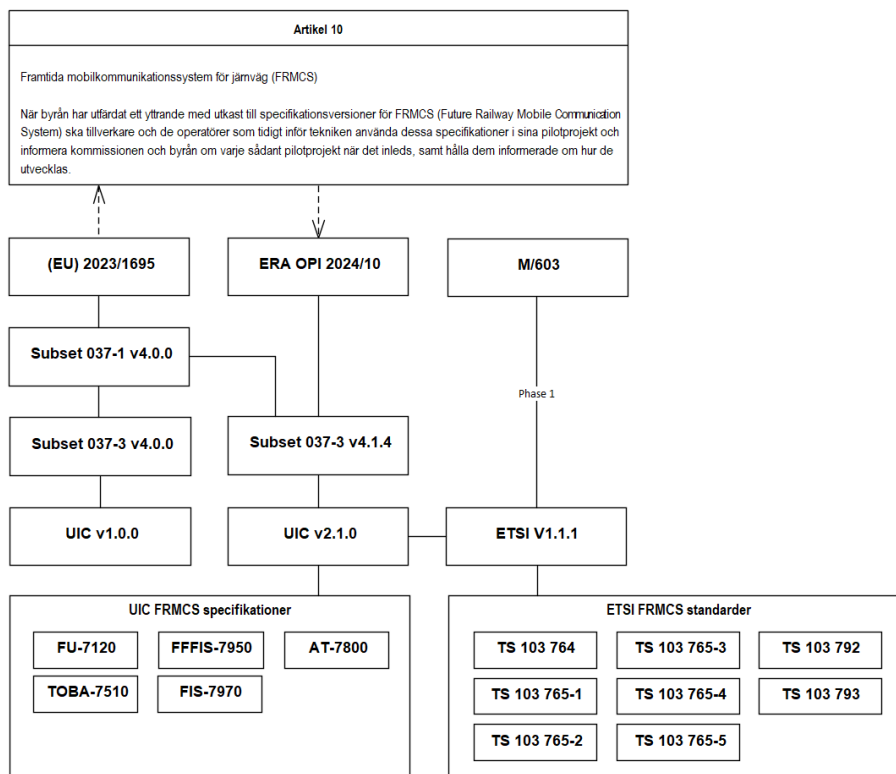 Artikel 10
Framtida mobilkommunikationssystem för järnväg (FRMCS)
När byrån har utfärdat ett yttrande med utkast till specifikationsversioner för FRMCS (Future Railway Mobile Communication
System) ska tillverkare och de operatörer som tidigt inför tekniken använda dessa specifikationer i sina pilotprojekt och
informera kommissionen och byrån om varje sådant pilotprojekt när det inleds, samt hålla dem informerade om hur de
utvecklas.
(EU) 2023/1695
ERA OPI 2024/10
M/603
Subset 037-1 v4.0.0
Phase 1
Subset 037-3 v4.0.0
Subset 037-3 v4.1.4
UIC v1.0.0
UIC v2.1.0
ETSI V1.1.1
UIC FRMCS specifikationer
FU-7120
FFFIS-7950
AT-7800
TOBA-7510
FIS-7970
ETSI FRMCS standarder
TS 103 764
TS 103 765-3
TS 103 792
TS 103 765-1
TS 103 765-4
TS 103 793
TS 103 765-2
TS 103 765-5